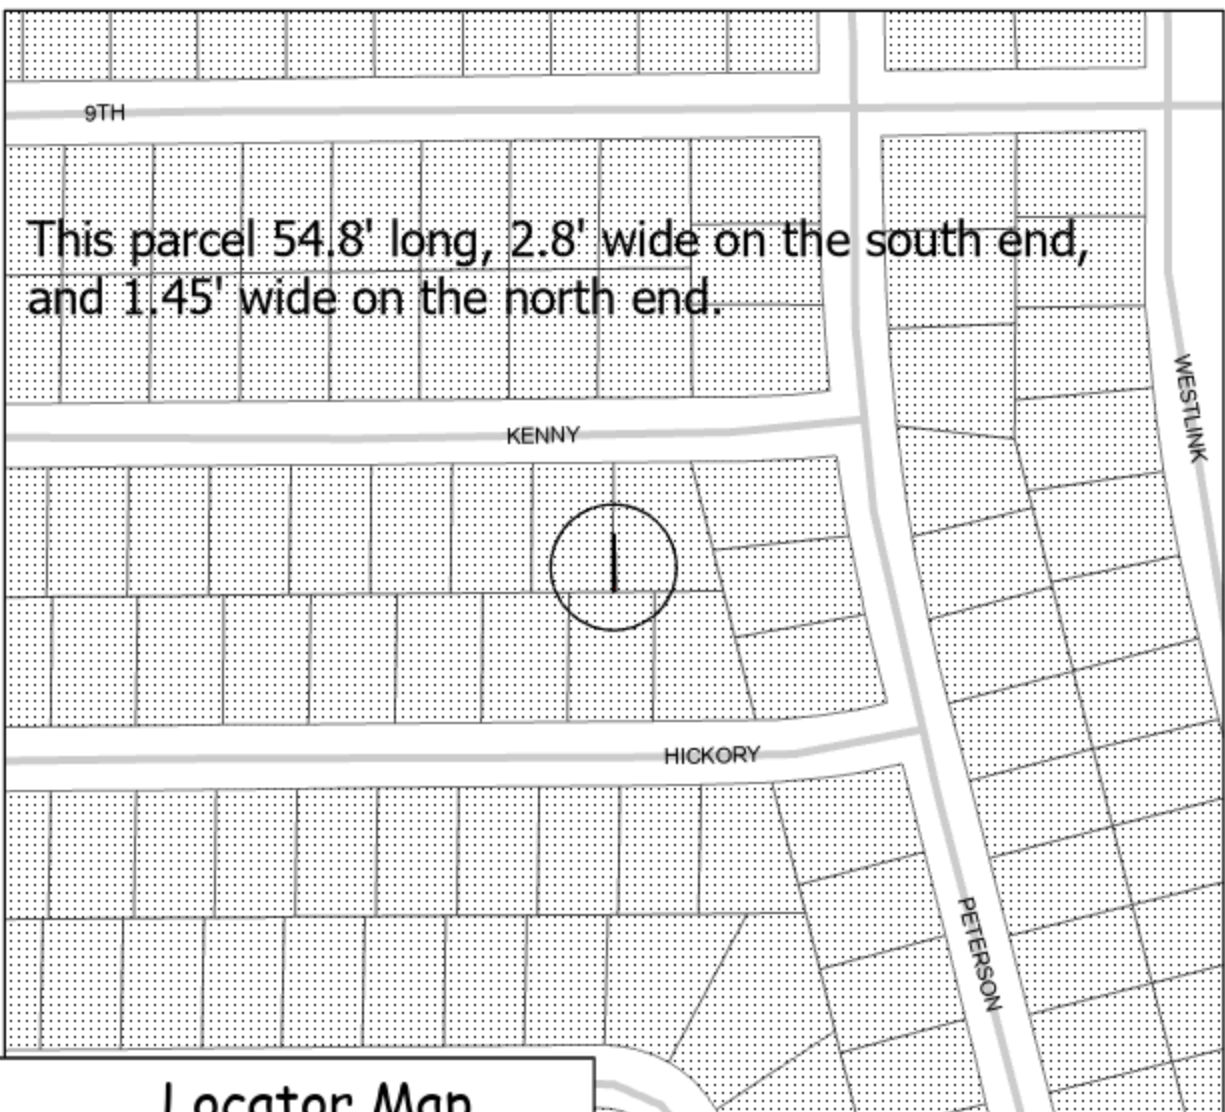 9TH
This parcel 54.8' long, 2.8' wide on the south end,
and 1.45' wide on the north end.
WESTLINK
KENNY
HICKORY
PETERSON
Locator Map